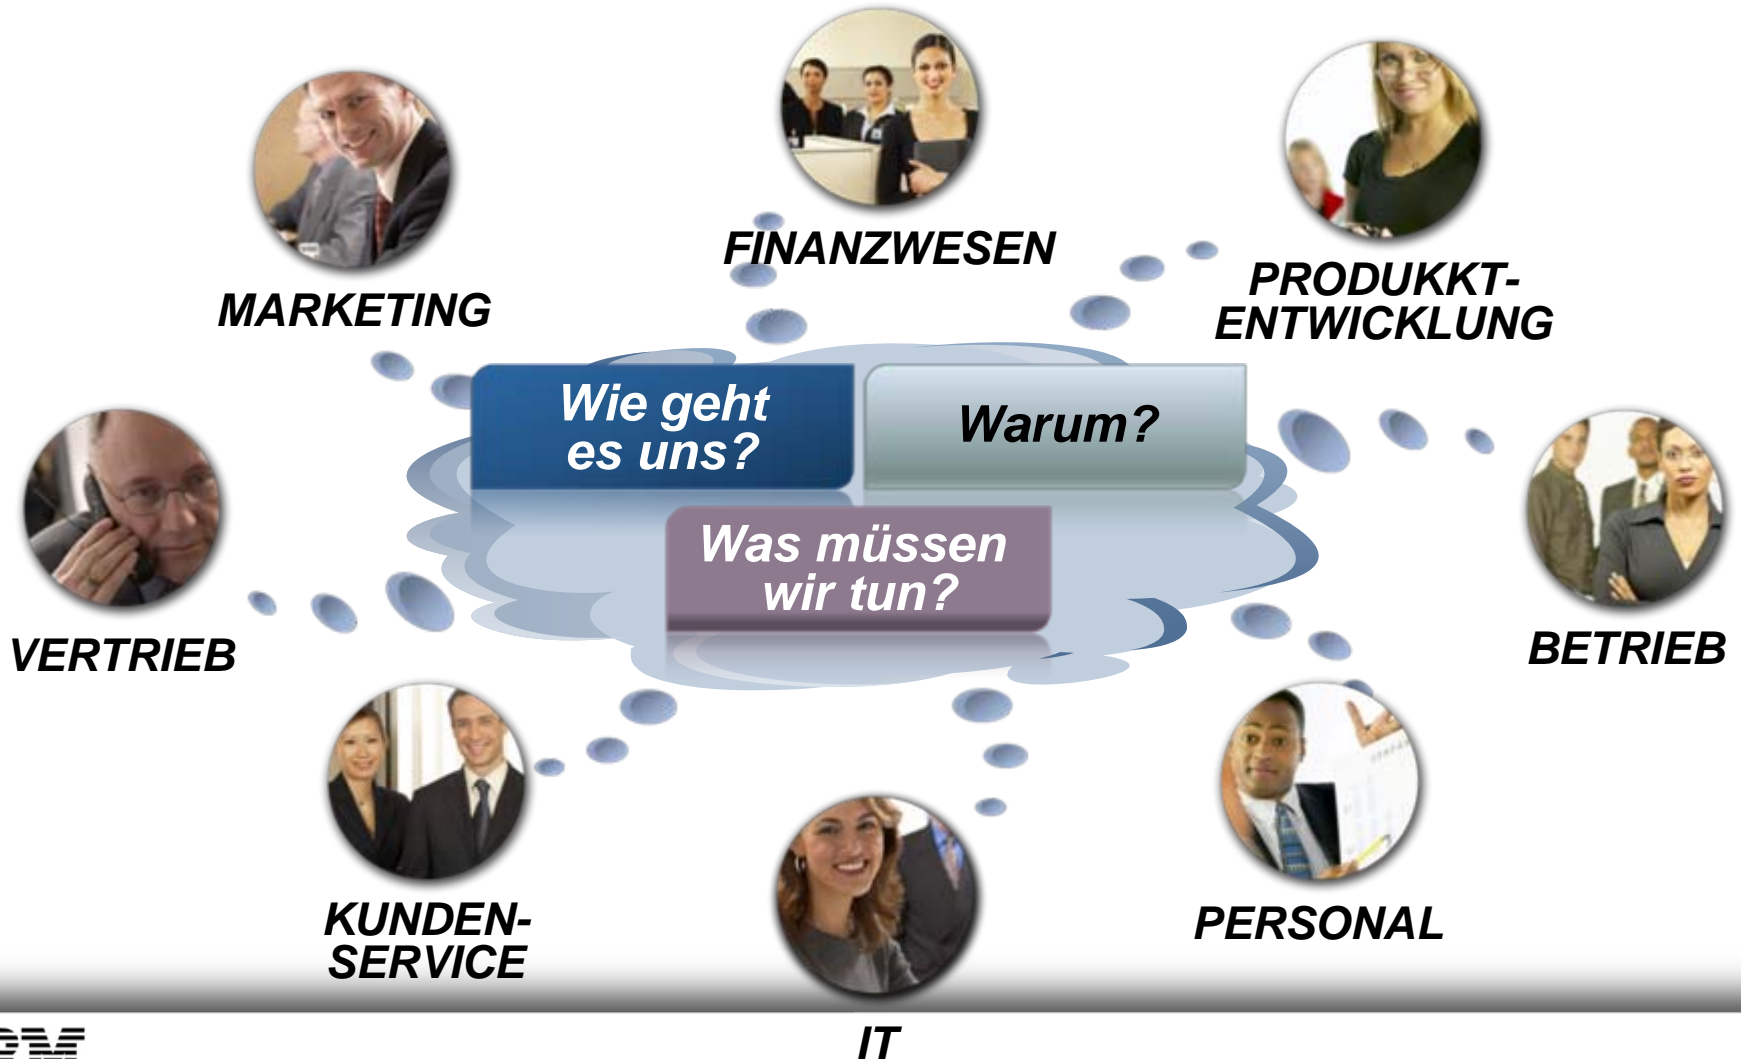 FINANZWESEN
MARKETING
PRODUKKT-
ENTWICKLUNG
Wie geht
es uns?
Warum?
Was müssen
wir tun?
VERTRIEB
BETRIEB
KUNDEN-
SERVICE
PERSONAL
IT